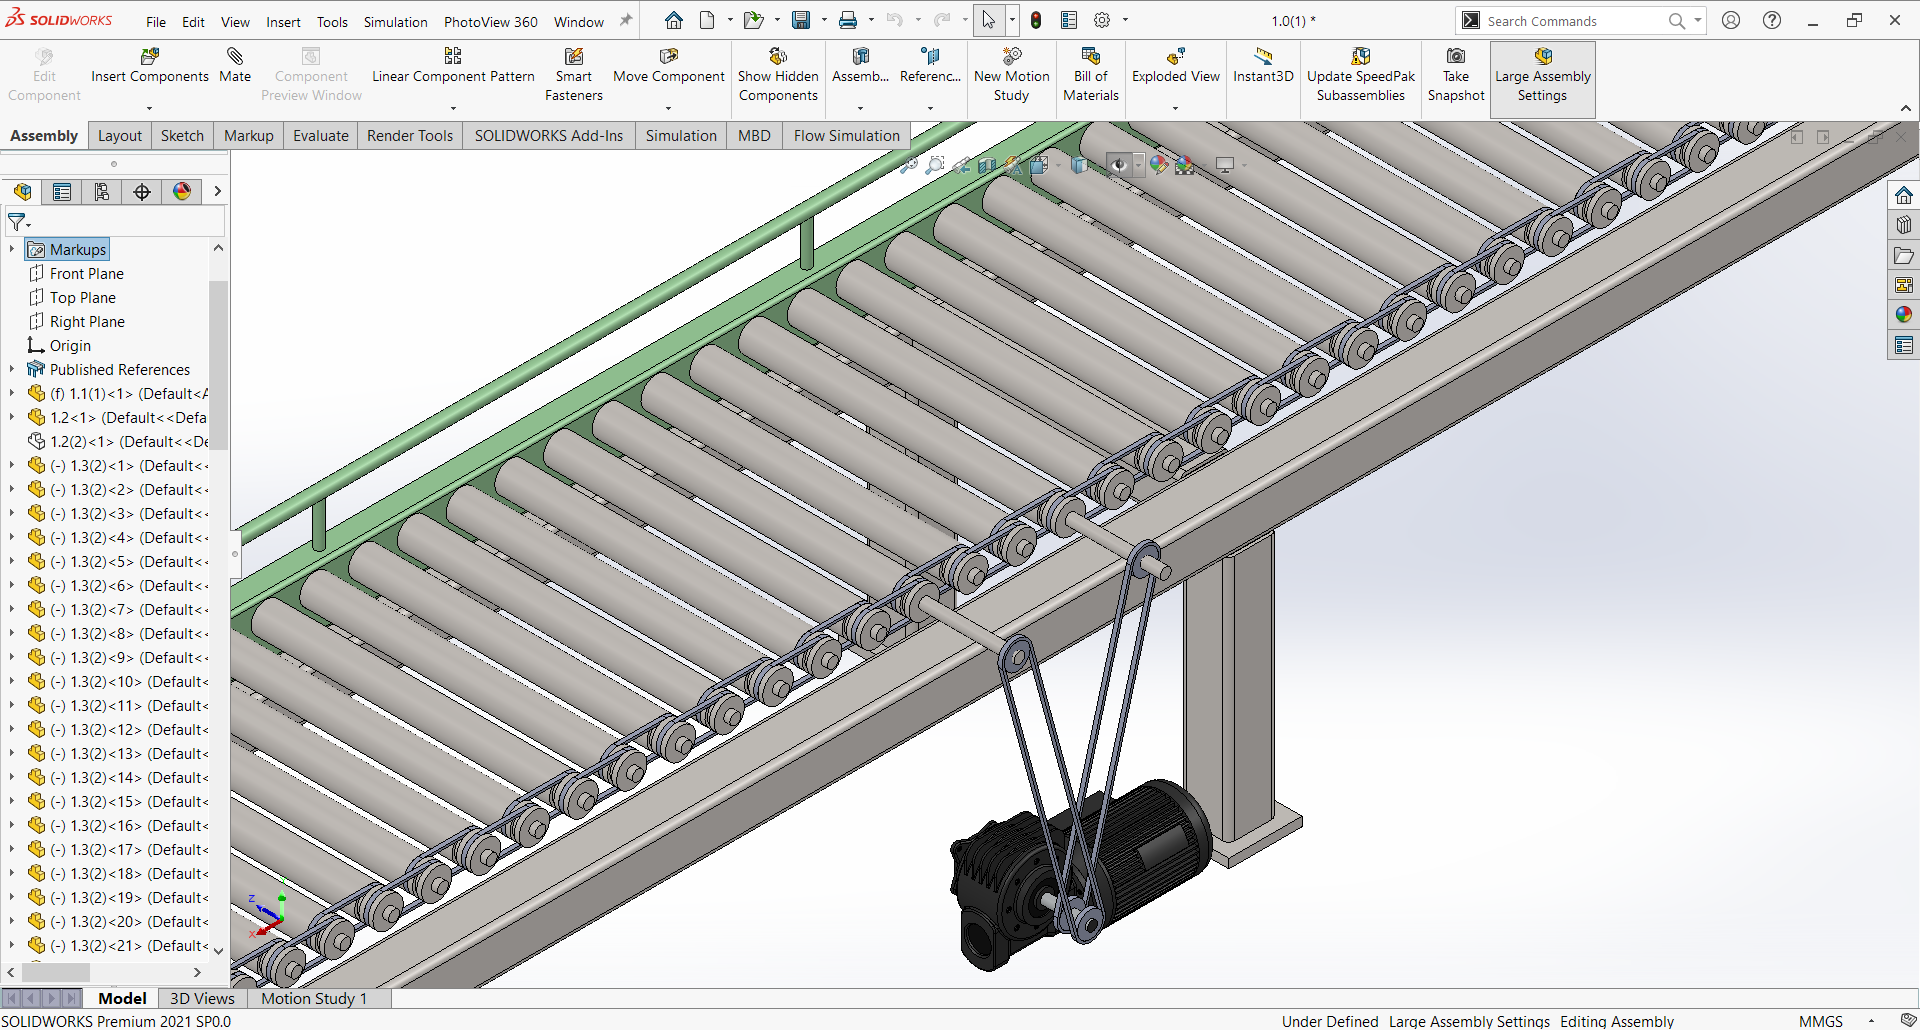 SOLIDWORKS File Edit View Insert Tools Simulation PhotoView 360 Window 1.0(1) * Search Commands
Edit Component
Insert Components
Mate
Component Preview Window
Linear Component Pattern
Smart Fasteners
Move Component
Show Hidden Components
Assemb...
Referenc...
New Motion Study
Bill of Materials
Exploded View
Instant3D
Update SpeedPak Subassemblies
Take Snapshot
Large Assembly Settings
Assembly Layout Sketch Markup Evaluate Render Tools SOLIDWORKS Add-Ins Simulation MBD Flow Simulation
Markups
Front Plane
Top Plane
Right Plane
Origin
Published References
(f) 1.1(1)<1> (Default<
1.2<1> (Default<<Defa
1.2(2)<1> (Default<<De
(-) 1.3(2)<1> (Default<<
(-) 1.3(2)<2> (Default<<
(-) 1.3(2)<3> (Default<<
(-) 1.3(2)<4> (Default<<
(-) 1.3(2)<5> (Default<<
(-) 1.3(2)<6> (Default<<
(-) 1.3(2)<7> (Default<<
(-) 1.3(2)<8> (Default<<
(-) 1.3(2)<9> (Default<<
(-) 1.3(2)<10> (Default<
(-) 1.3(2)<11> (Default<
(-) 1.3(2)<12> (Default<
(-) 1.3(2)<13> (Default<
(-) 1.3(2)<14> (Default<
(-) 1.3(2)<15> (Default<
(-) 1.3(2)<16> (Default<
(-) 1.3(2)<17> (Default<
(-) 1.3(2)<18> (Default<
(-) 1.3(2)<19> (Default<
(-) 1.3(2)<20> (Default<
(-) 1.3(2)<21> (Default<
Z
X
Model 3D Views Motion Study 1
SOLIDWORKS Premium 2021 SP0.0 Under Defined Large Assembly Settings Editing Assembly MMGS